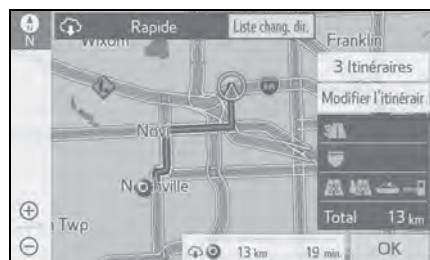 N
Rapide
Liste chang. dir.
Wixom
Franklin
3 Itinéraires
Modifier l'itinérair
Novi
Twp
Total 13 km
13 km 19 min.
OK